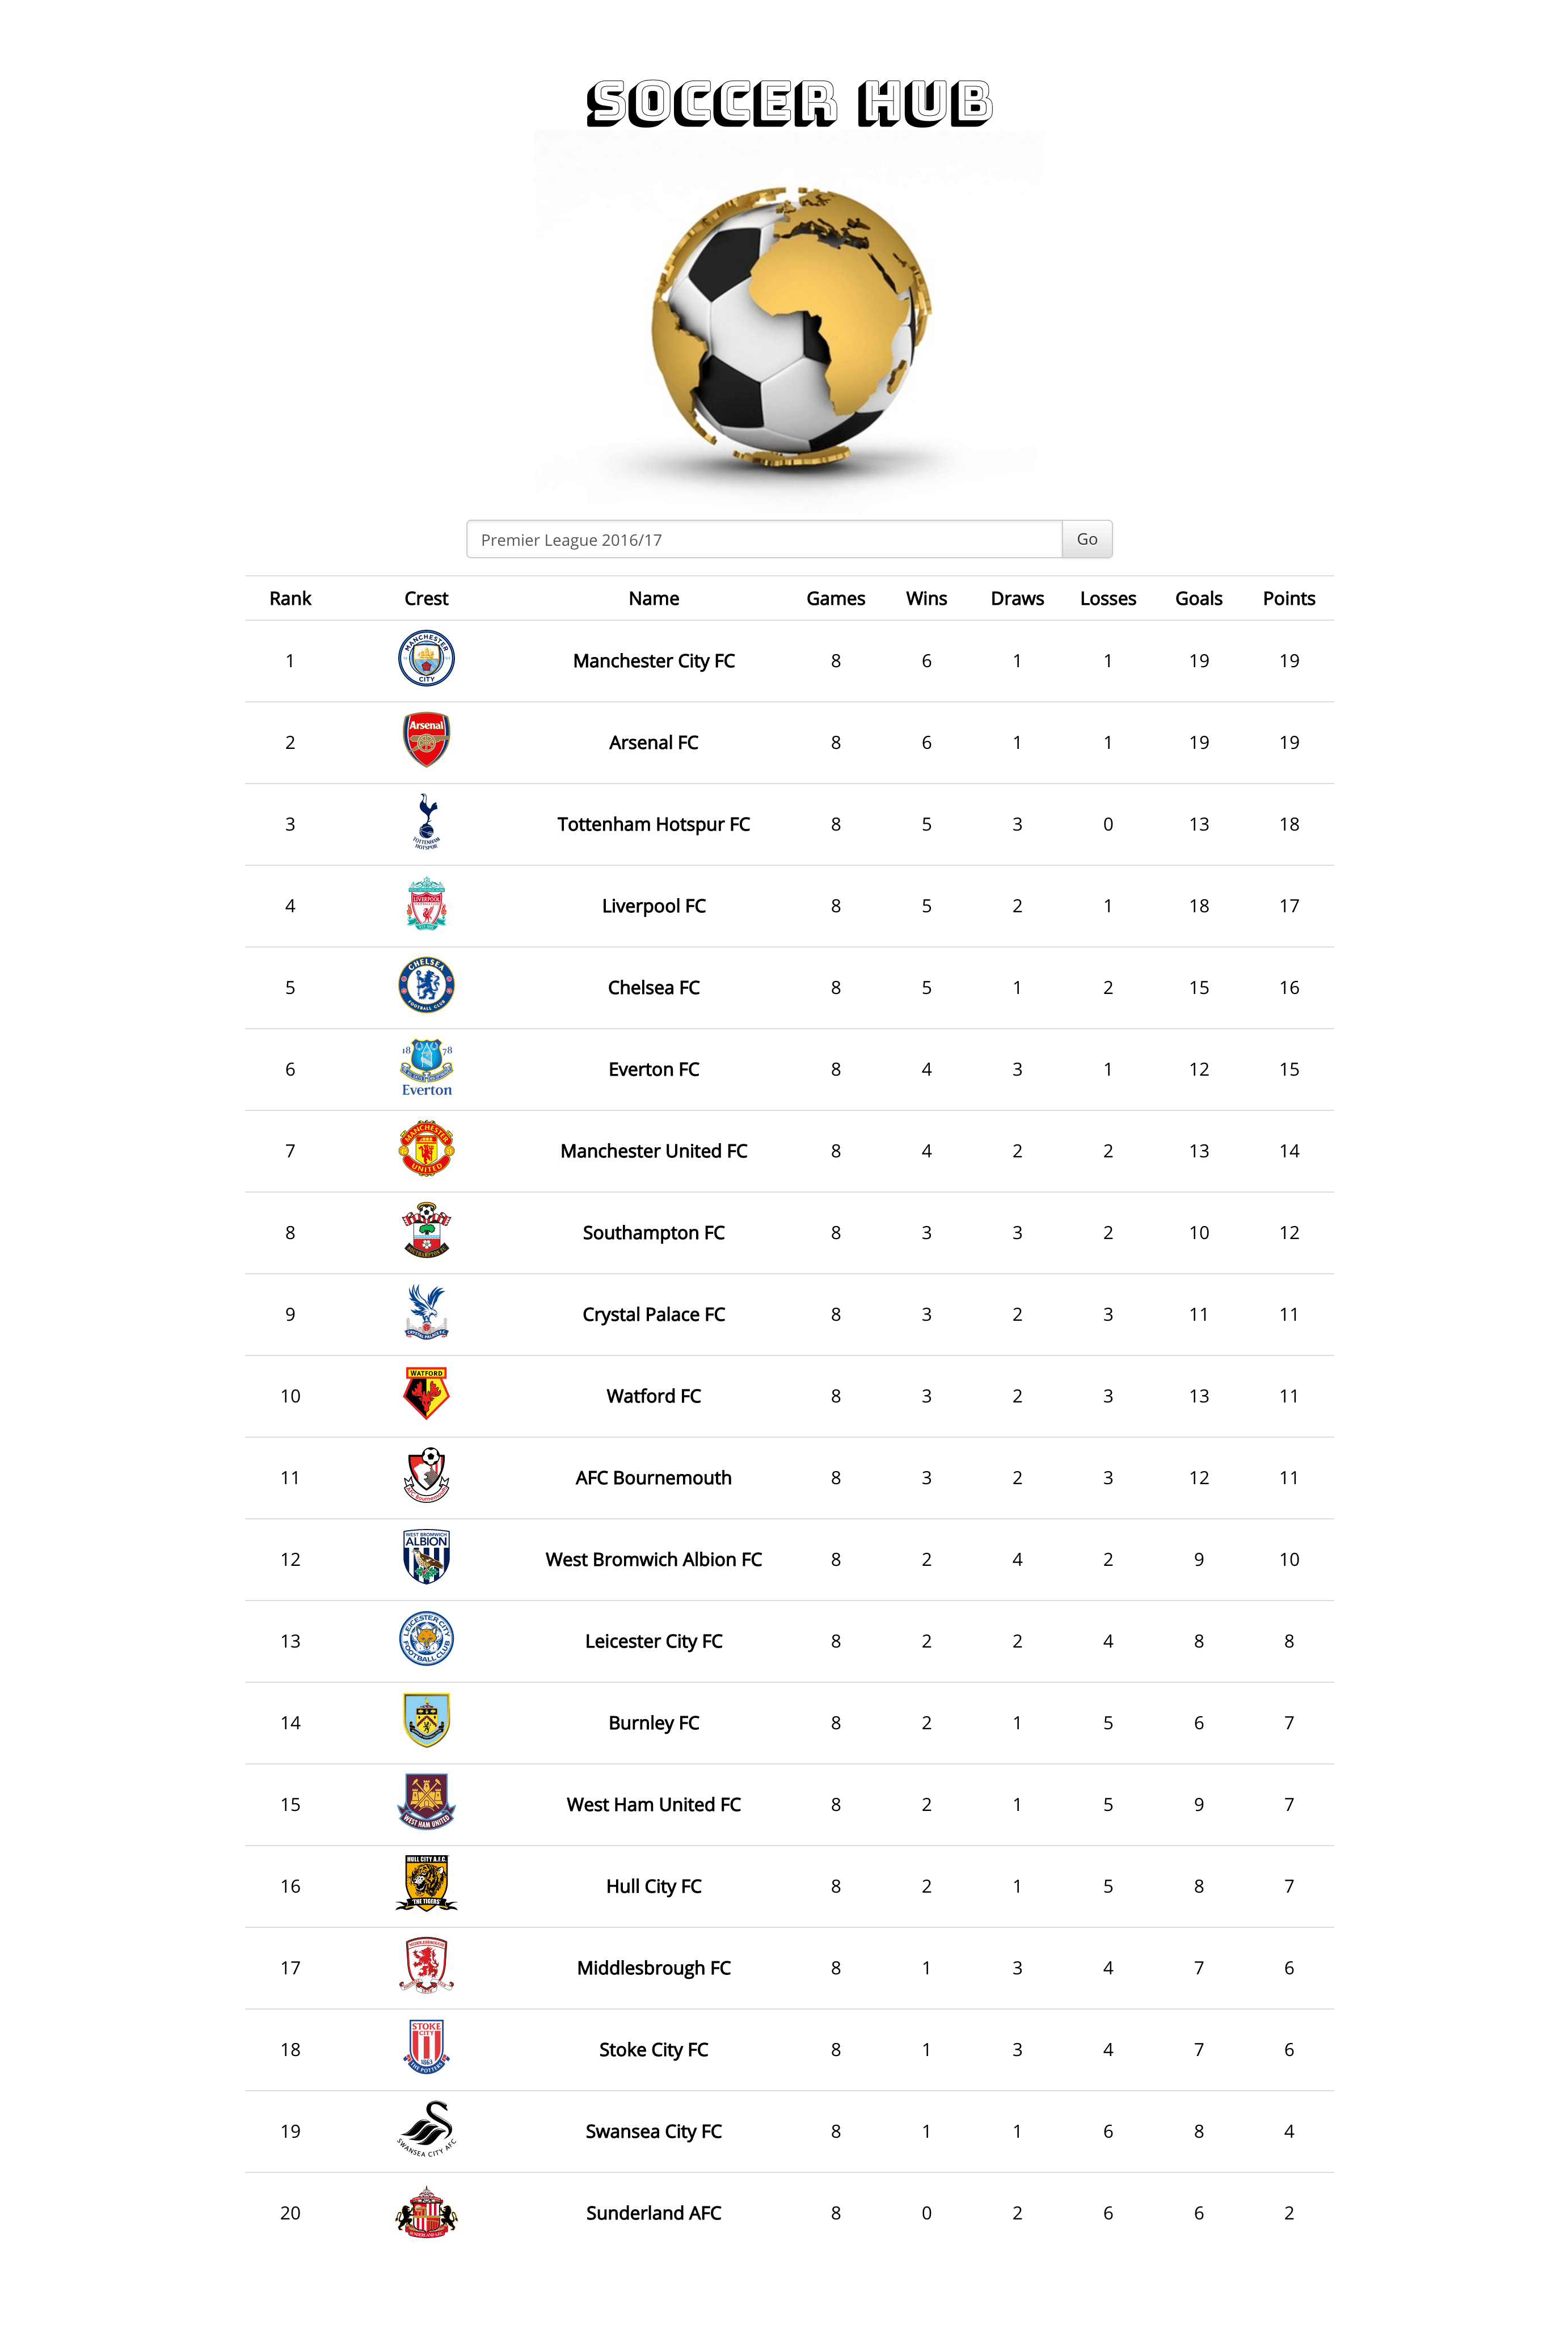 SOCCER HUB
Premier League 2016/17 Go
Rank Crest Name Games Wins Draws Losses Goals Points
1 MANCHESTER CITY Manchester City FC 8 6 1 1 19 19
2 Arsenal Arsenal FC 8 6 1 1 19 19
3 TOTTENHAM HOTSPUR Tottenham Hotspur FC 8 5 3 0 13 18
4 LIVERPOOL Liverpool FC 8 5 2 1 18 17
5 CHELSEA FOOTBALL CLUB Chelsea FC 8 5 1 2 15 16
6 1878 Everton Everton FC 8 4 3 1 12 15
7 MANCHESTER UNITED Manchester United FC 8 4 2 2 13 14
8 Southampton FC 8 3 3 2 10 12
9 Crystal Palace FC 8 3 2 3 11 11
10 WATFORD Watford FC 8 3 2 3 13 11
11 AFC Bournemouth AFC Bournemouth 8 3 2 3 12 11
12 WEST BROMWICH ALBION West Bromwich Albion FC 8 2 4 2 9 10
13 LEICESTER CITY FOOTBALL CLUB Leicester City FC 8 2 2 4 8 8
14 Burnley FC 8 2 1 5 6 7
15 WEST HAM UNITED West Ham United FC 8 2 1 5 9 7
16 HULL CITY A.F.C. THE TIGERS Hull City FC 8 2 1 5 8 7
17 Middlesbrough FC 8 1 3 4 7 6
18 STOKE CITY 1863 THE POTTERS Stoke City FC 8 1 3 4 7 6
19 SWANSEA CITY AFC Swansea City FC 8 1 1 6 8 4
20 Sunderland AFC 8 0 2 6 6 2